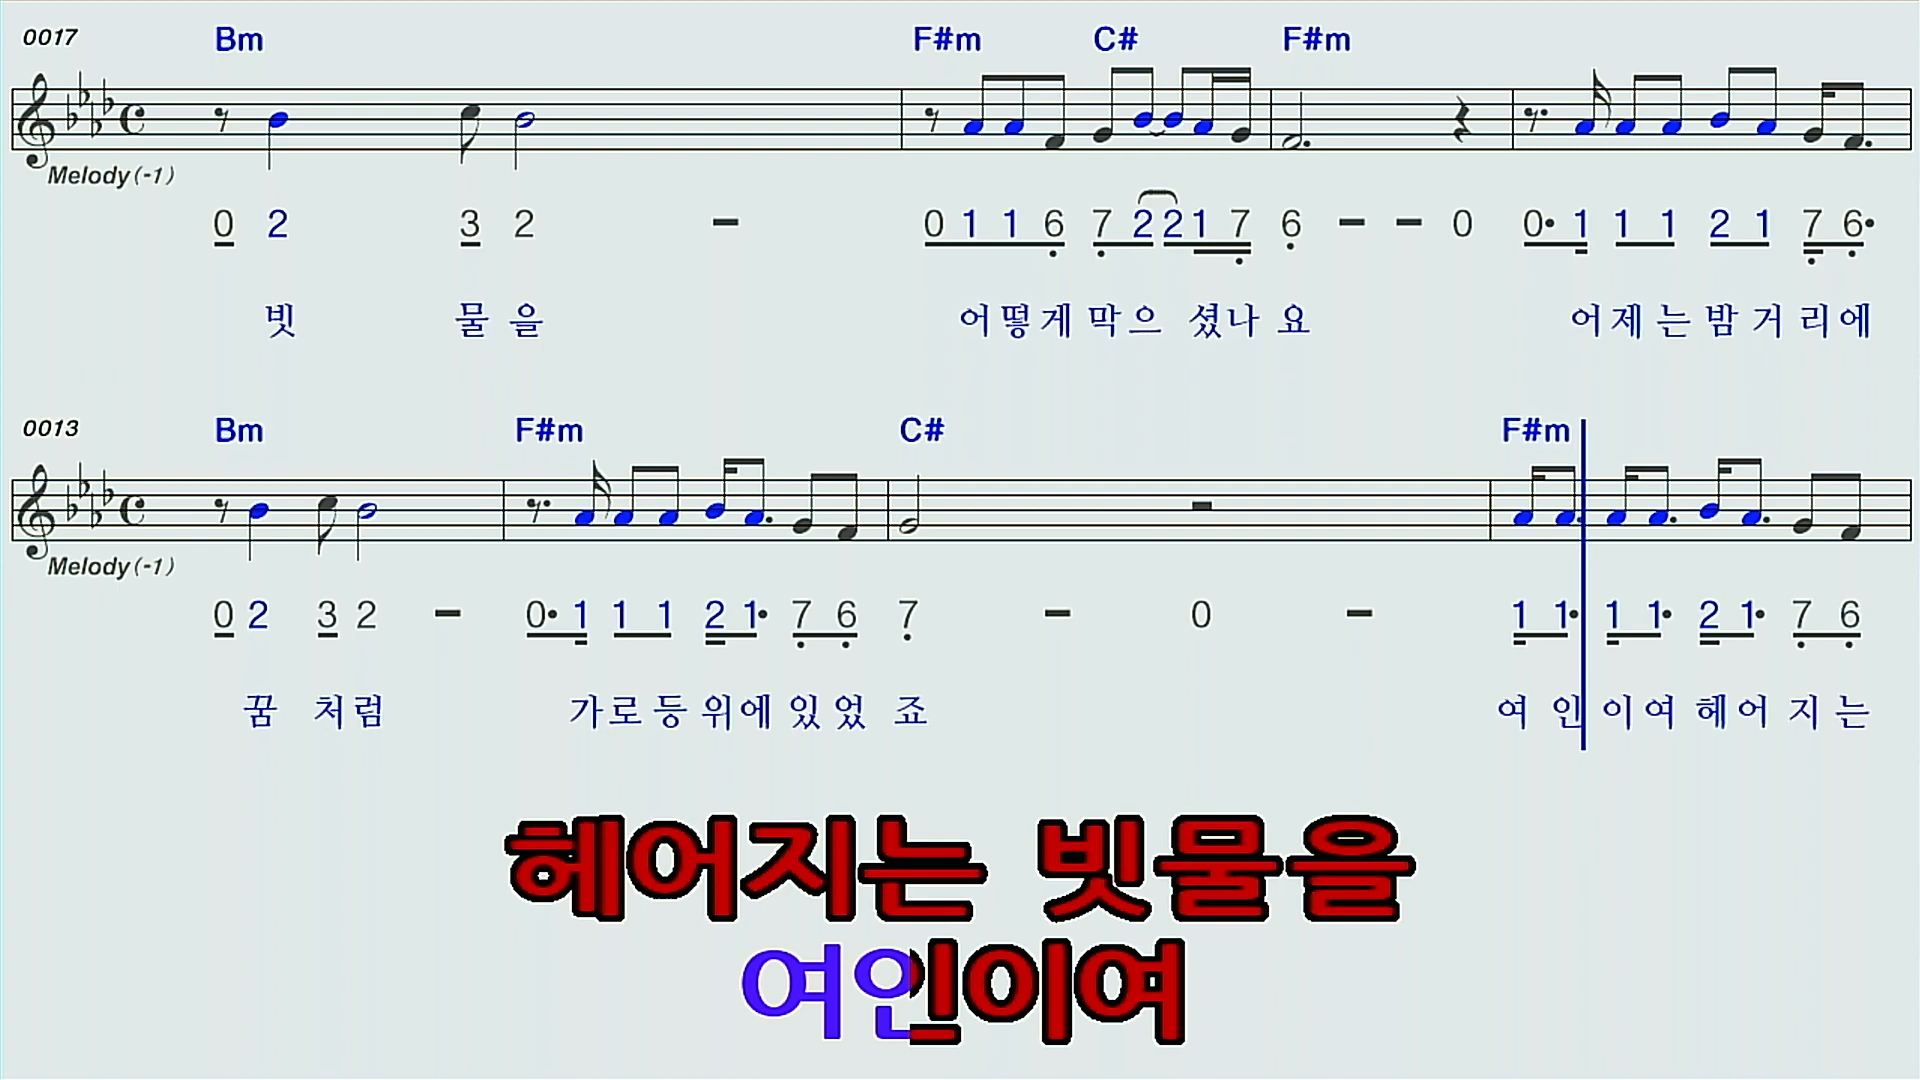 0017 Bm F#m C# F#m
Melody(-1)
0 2 3 2 - 0 1 1 6 7 2 2 1 7 6 - - 0 0· 1 1 1 2 1 7 6·
빗 물 을 어 떻 게 막 으 셨 나 요 어 제 는 밤 거 리 에
0013 Bm F#m C# F#m
Melody(-1)
0 2 3 2 - 0· 1 1 1 2 1· 7 6 7 - 0 - 1 1· 1 1· 2 1· 7 6
꿈 처 럼 가 로 등 위 에 있 었 죠 여 인 이 여 헤 어 지 는
헤어지는 빗물을
여인이여